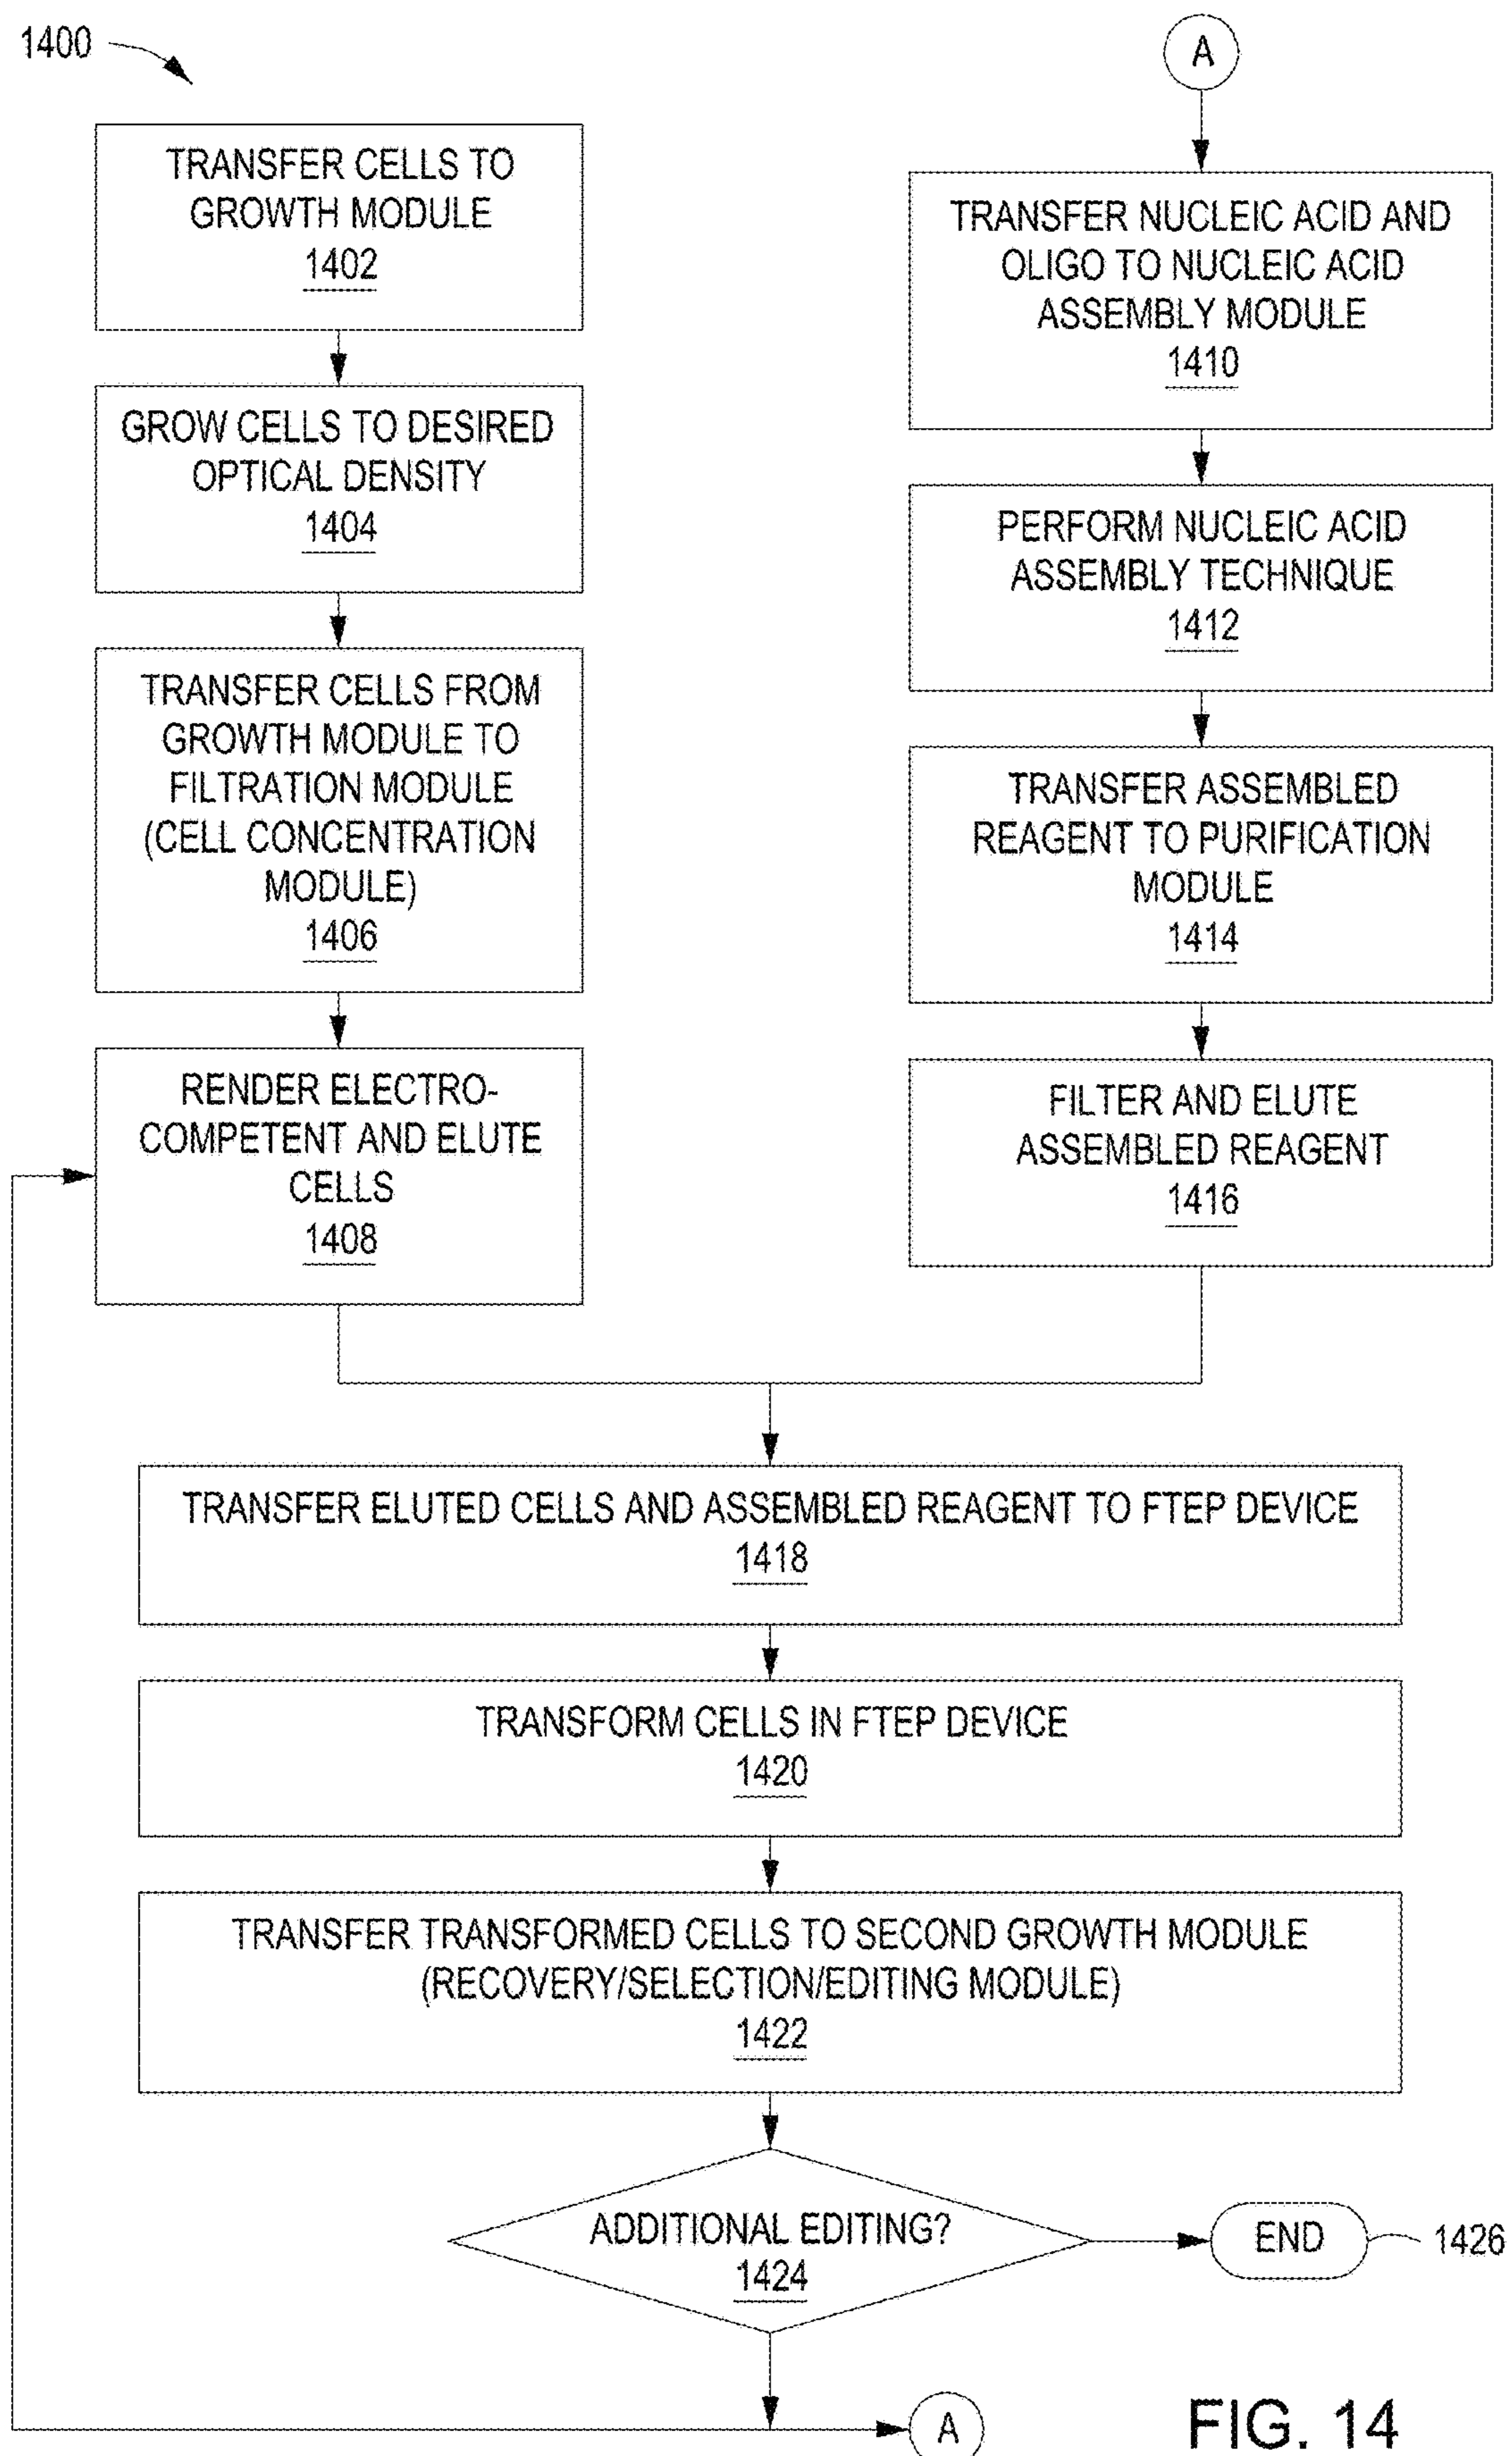 1400
TRANSFER CELLS TO
GROWTH MODULE
1402
GROW CELLS TO DESIRED
OPTICAL DENSITY
1404
TRANSFER CELLS FROM
GROWTH MODULE TO
FILTRATION MODULE
(CELL CONCENTRATION
MODULE)
1406
RENDER ELECTRO-
COMPETENT AND ELUTE
CELLS
1408
A
TRANSFER NUCLEIC ACID AND
OLIGO TO NUCLEIC ACID
ASSEMBLY MODULE
1410
PERFORM NUCLEIC ACID
ASSEMBLY TECHNIQUE
1412
TRANSFER ASSEMBLED
REAGENT TO PURIFICATION
MODULE
1414
FILTER AND ELUTE
ASSEMBLED REAGENT
1416
TRANSFER ELUTED CELLS AND ASSEMBLED REAGENT TO FTEP DEVICE
1418
TRANSFORM CELLS IN FTEP DEVICE
1420
TRANSFER TRANSFORMED CELLS TO SECOND GROWTH MODULE
(RECOVERY/SELECTION/EDITING MODULE)
1422
ADDITIONAL EDITING?
1424
END
1426
A
FIG. 14